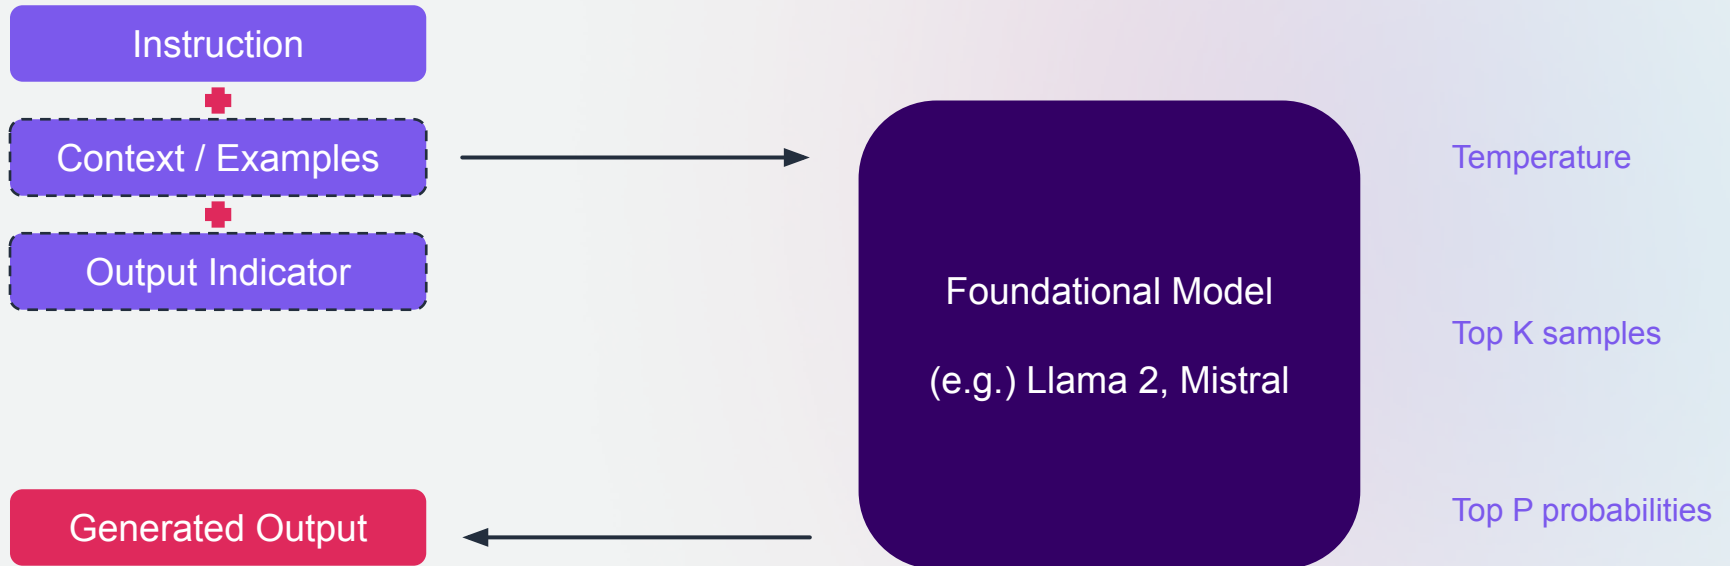 Instruction
Context / Examples
Output Indicator
Generated Output
Foundational Model
(e.g.) Llama 2, Mistral
Temperature
Top K samples
Top P probabilities